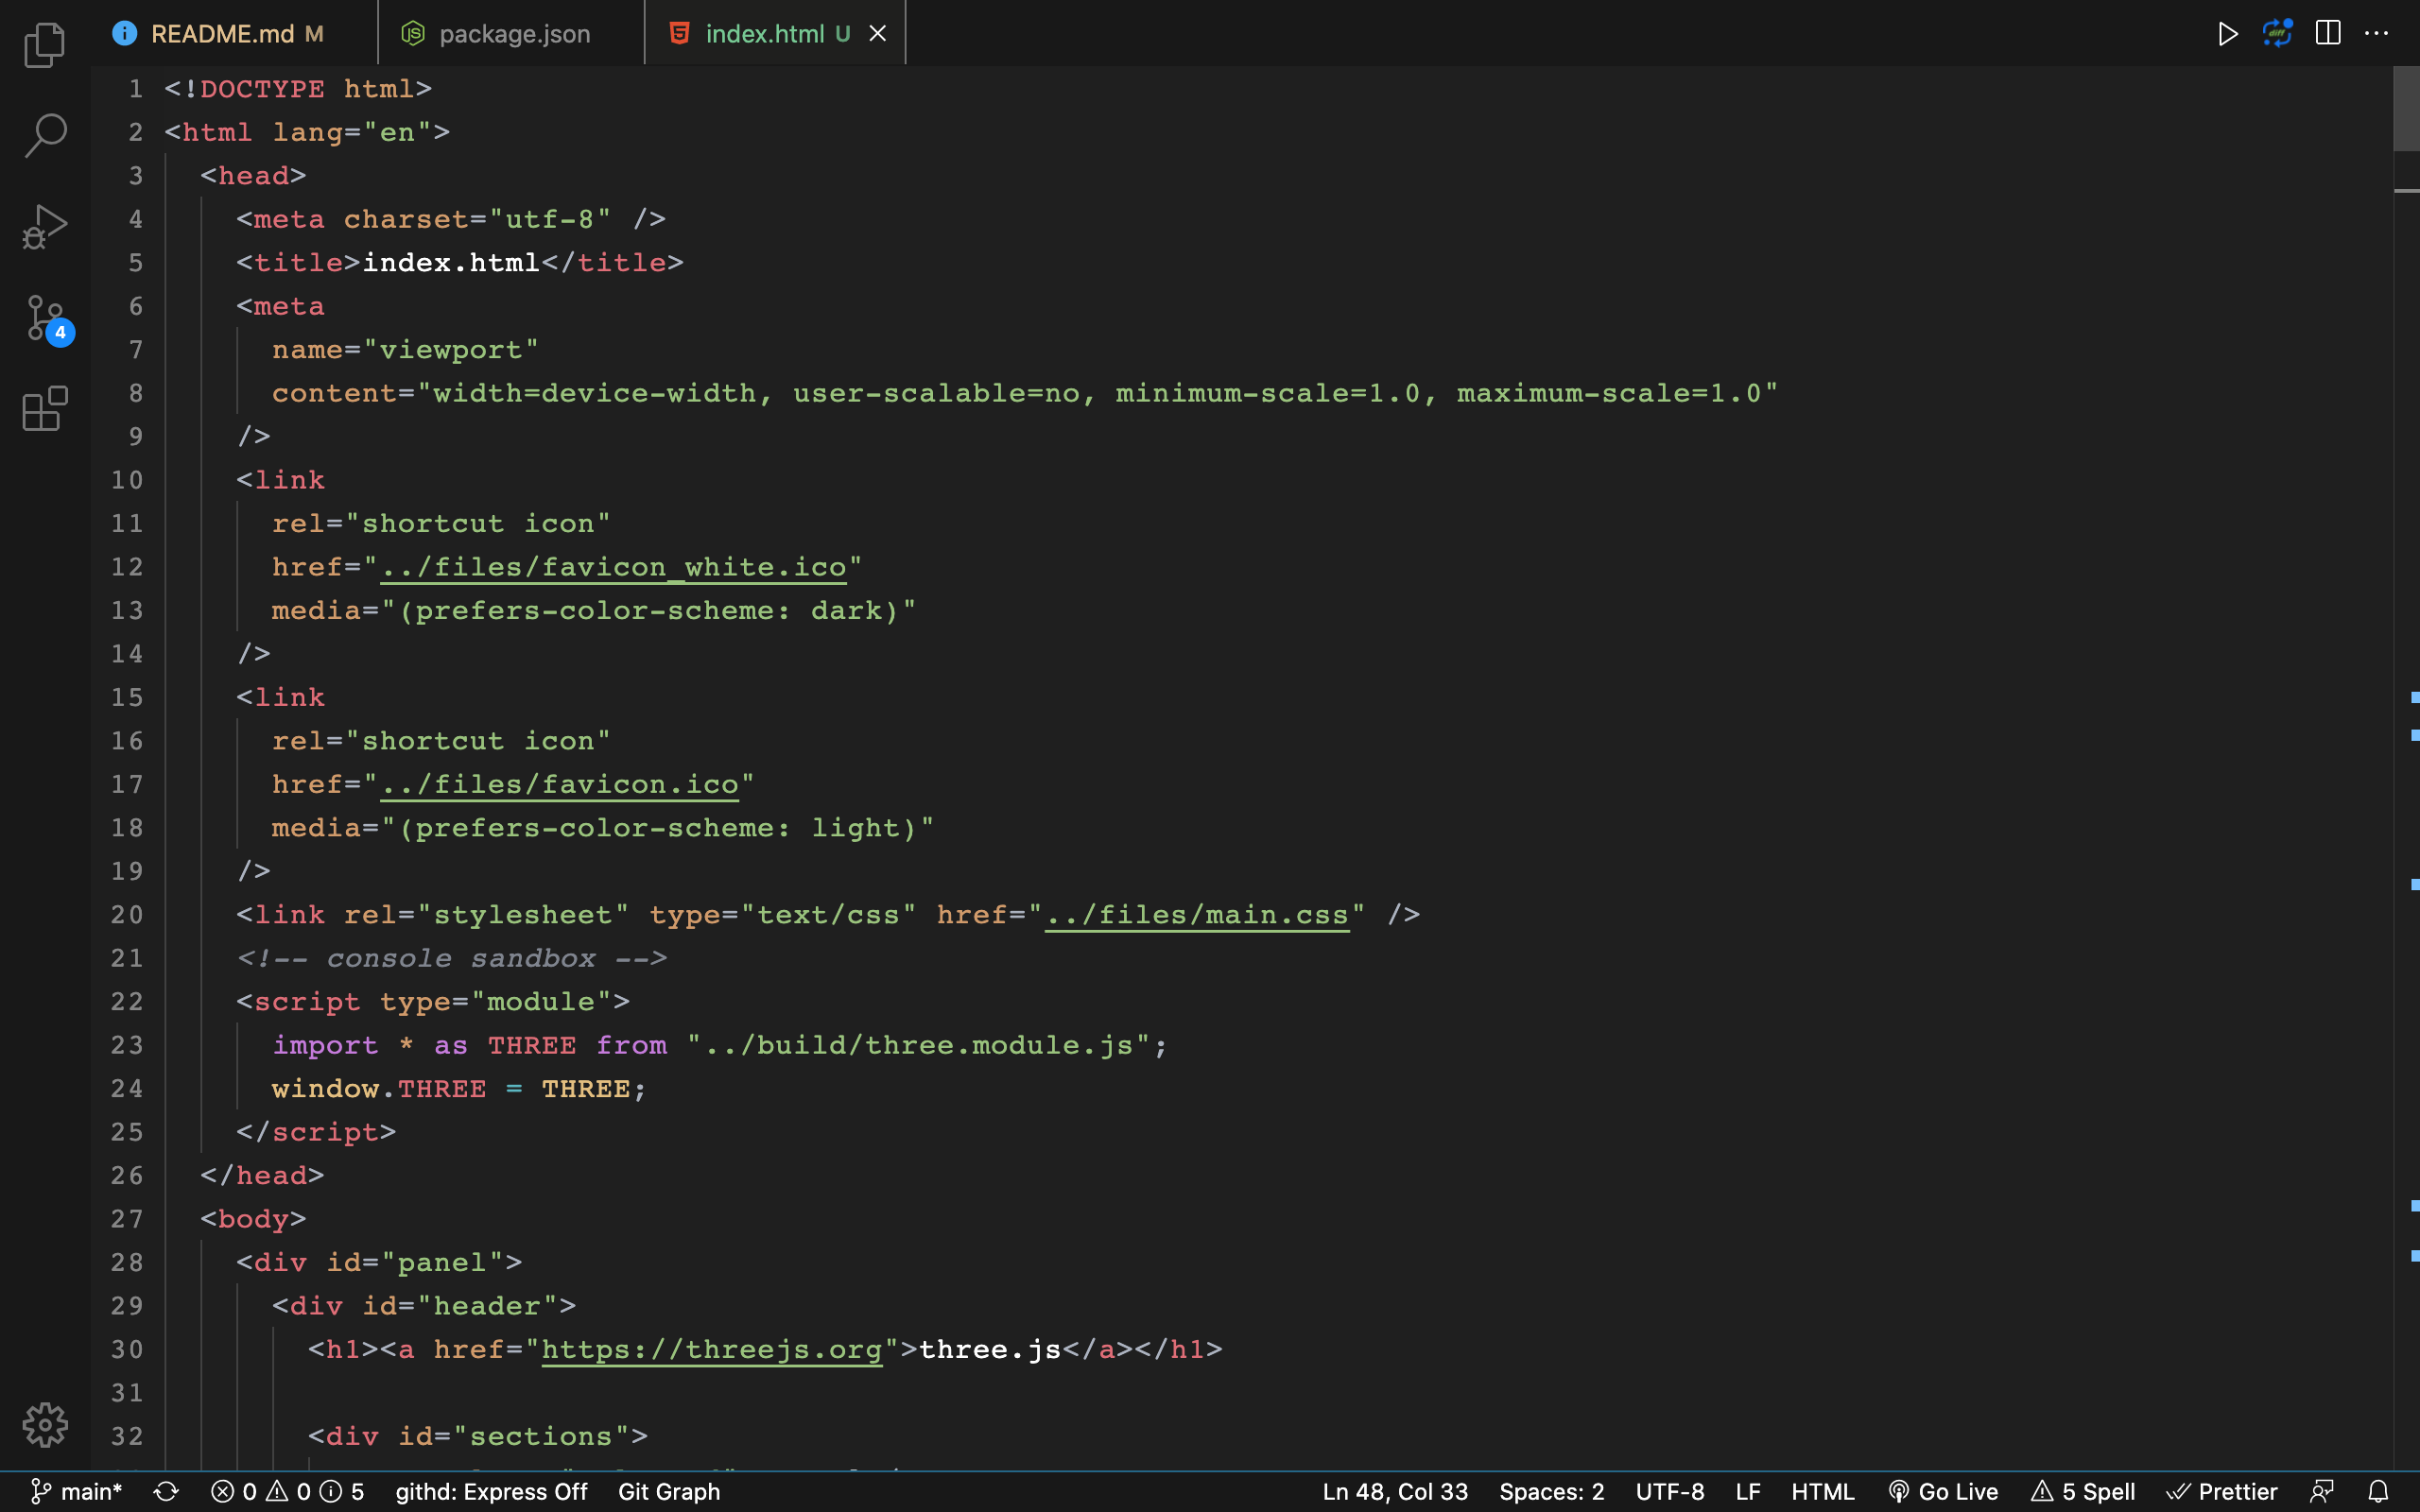 README.md M package.json index.html U
1 <!DOCTYPE html>
2 <html lang="en">
3 <head>
4 <meta charset="utf-8" />
5 <title>index.html</title>
6 <meta
7 name="viewport"
8 content="width=device-width, user-scalable=no, minimum-scale=1.0, maximum-scale=1.0"
9 />
10 <link
11 rel="shortcut icon"
12 href="../files/favicon_white.ico"
13 media="(prefers-color-scheme: dark)"
14 />
15 <link
16 rel="shortcut icon"
17 href="../files/favicon.ico"
18 media="(prefers-color-scheme: light)"
19 />
20 <link rel="stylesheet" type="text/css" href="../files/main.css" />
21 <!-- console sandbox -->
22 <script type="module">
23 import * as THREE from "../build/three.module.js";
24 window.THREE = THREE;
25 </script>
26 </head>
27 <body>
28 <div id="panel">
29 <div id="header">
30 <h1><a href="https://threejs.org">three.js</a></h1>
31
32 <div id="sections">
4
main* 0 0 5 githd: Express Off Git Graph Ln 48, Col 33 Spaces: 2 UTF-8 LF HTML Go Live 5 Spell Prettier